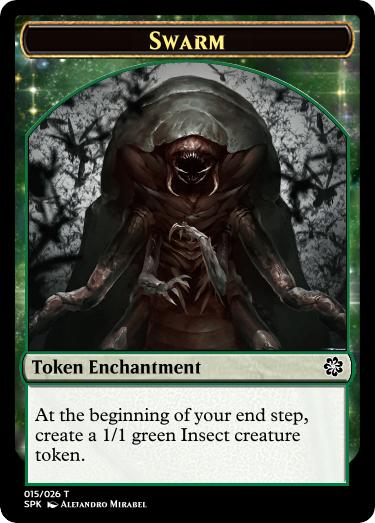 Swarm
Token Enchantment
At the beginning of your end step,
create a 1/1 green Insect creature
token.
015/026 T
SPK Alejandro Mirabel